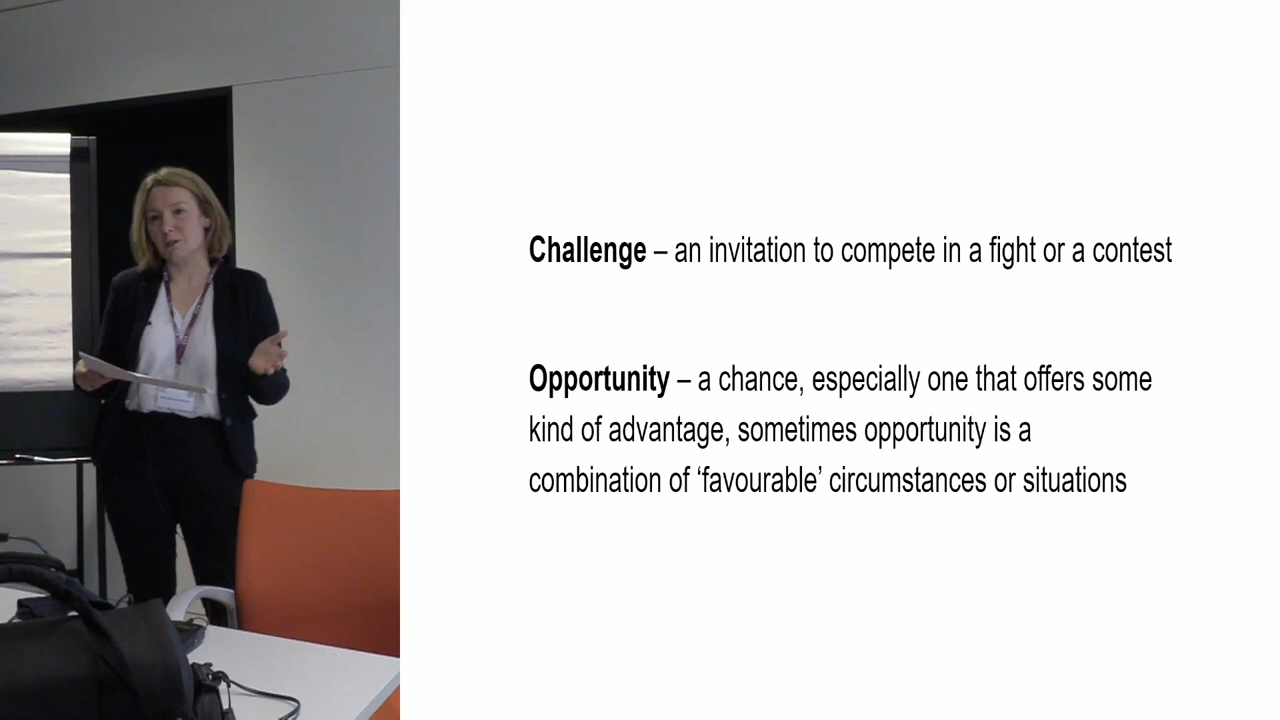 Challenge – an invitation to compete in a fight or a contest
Opportunity – a chance, especially one that offers some
kind of advantage, sometimes opportunity is a
combination of ‘favourable’ circumstances or situations